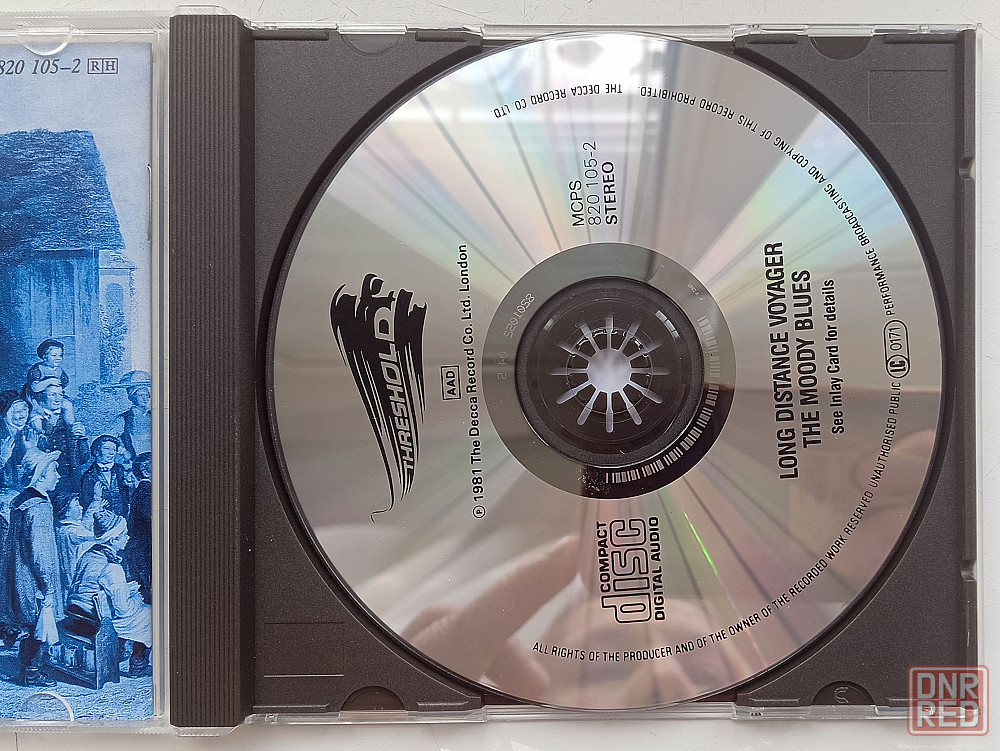 820 105-2 RH
THRESHOLD
AAD
℗ 1981 The Decca Record Co. Ltd. London
MCPS
820 105-2
STEREO
LONG DISTANCE VOYAGER
THE MOODY BLUES
See Inlay Card for details
COMPACT
disc
DIGITAL AUDIO
ALL RIGHTS OF THE PRODUCER AND OF THE OWNER OF THE RECORDED WORK RESERVED UNAUTHORISED PUBLIC LC 0171 PERFORMANCE BROADCASTING AND COPYING OF THIS RECORD PROHIBITED. THE DECCA RECORD CO LTD
DNR
RED